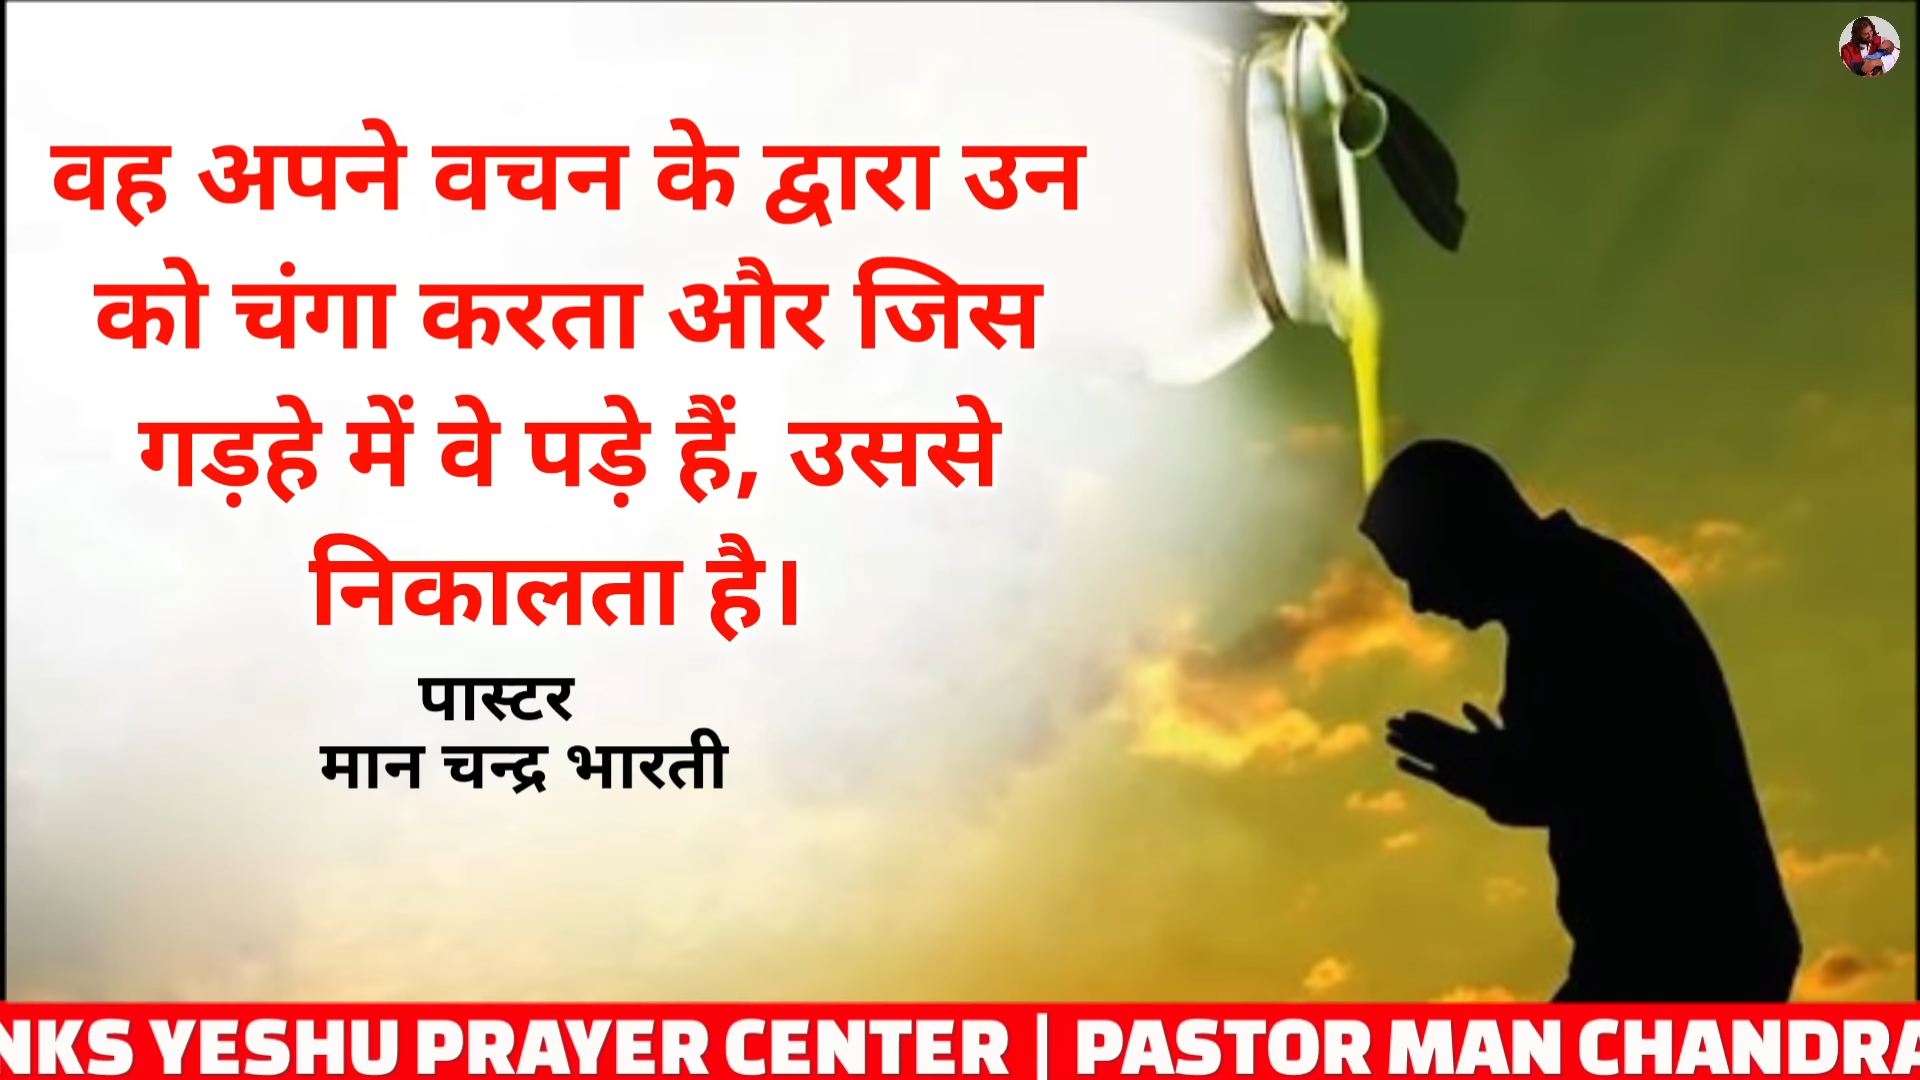 वह अपने वचन के द्वारा उन
को चंगा करता और जिस
गड़हे में वे पड़े हैं, उससे
निकालता है।
पास्टर
मान चन्द्र भारती
NKS YESHU PRAYER CENTER | PASTOR MAN CHANDRA